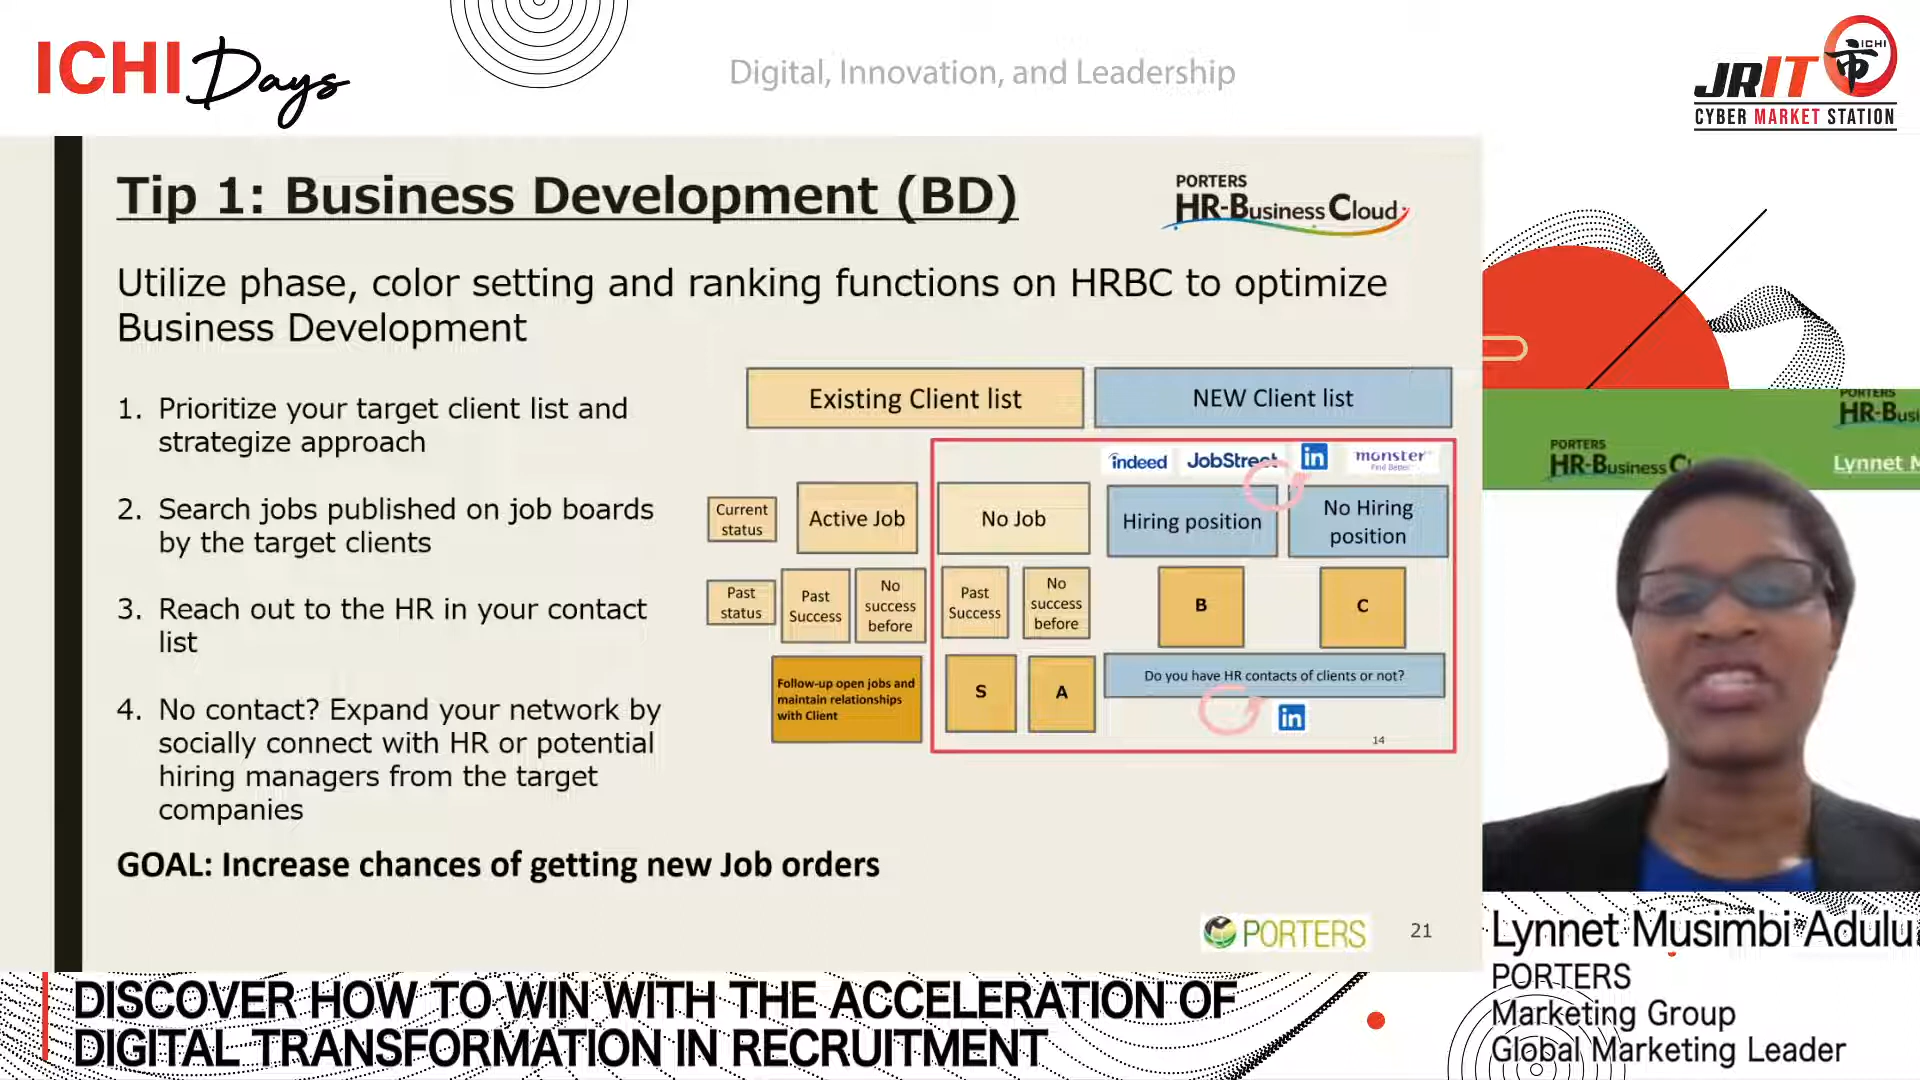 ICHI Days
Digital, Innovation, and Leadership
JRIT
ICHI
市
CYBER MARKET STATION
Tip 1: Business Development (BD)
PORTERS
HR-Business Cloud
Utilize phase, color setting and ranking functions on HRBC to optimize
Business Development
1. Prioritize your target client list and
strategize approach
2. Search jobs published on job boards
by the target clients
3. Reach out to the HR in your contact
list
4. No contact? Expand your network by
socially connect with HR or potential
hiring managers from the target
companies
GOAL: Increase chances of getting new Job orders
Existing Client list
NEW Client list
indeed
JobStreet
in
monster
Find Better
Current
status
Active Job
No Job
Hiring position
No Hiring
position
Past
status
Past
Success
No
success
before
Past
Success
No
success
before
B
C
Follow-up open jobs and
maintain relationships
with Client
S
A
Do you have HR contacts of clients or not?
in
14
PORTERS
21
PORTERS
HR-Busi
PORTERS
HR-Business C
Lynnet M
Lynnet Musimbi Adulu
PORTERS
Marketing Group
Global Marketing Leader
DISCOVER HOW TO WIN WITH THE ACCELERATION OF
DIGITAL TRANSFORMATION IN RECRUITMENT